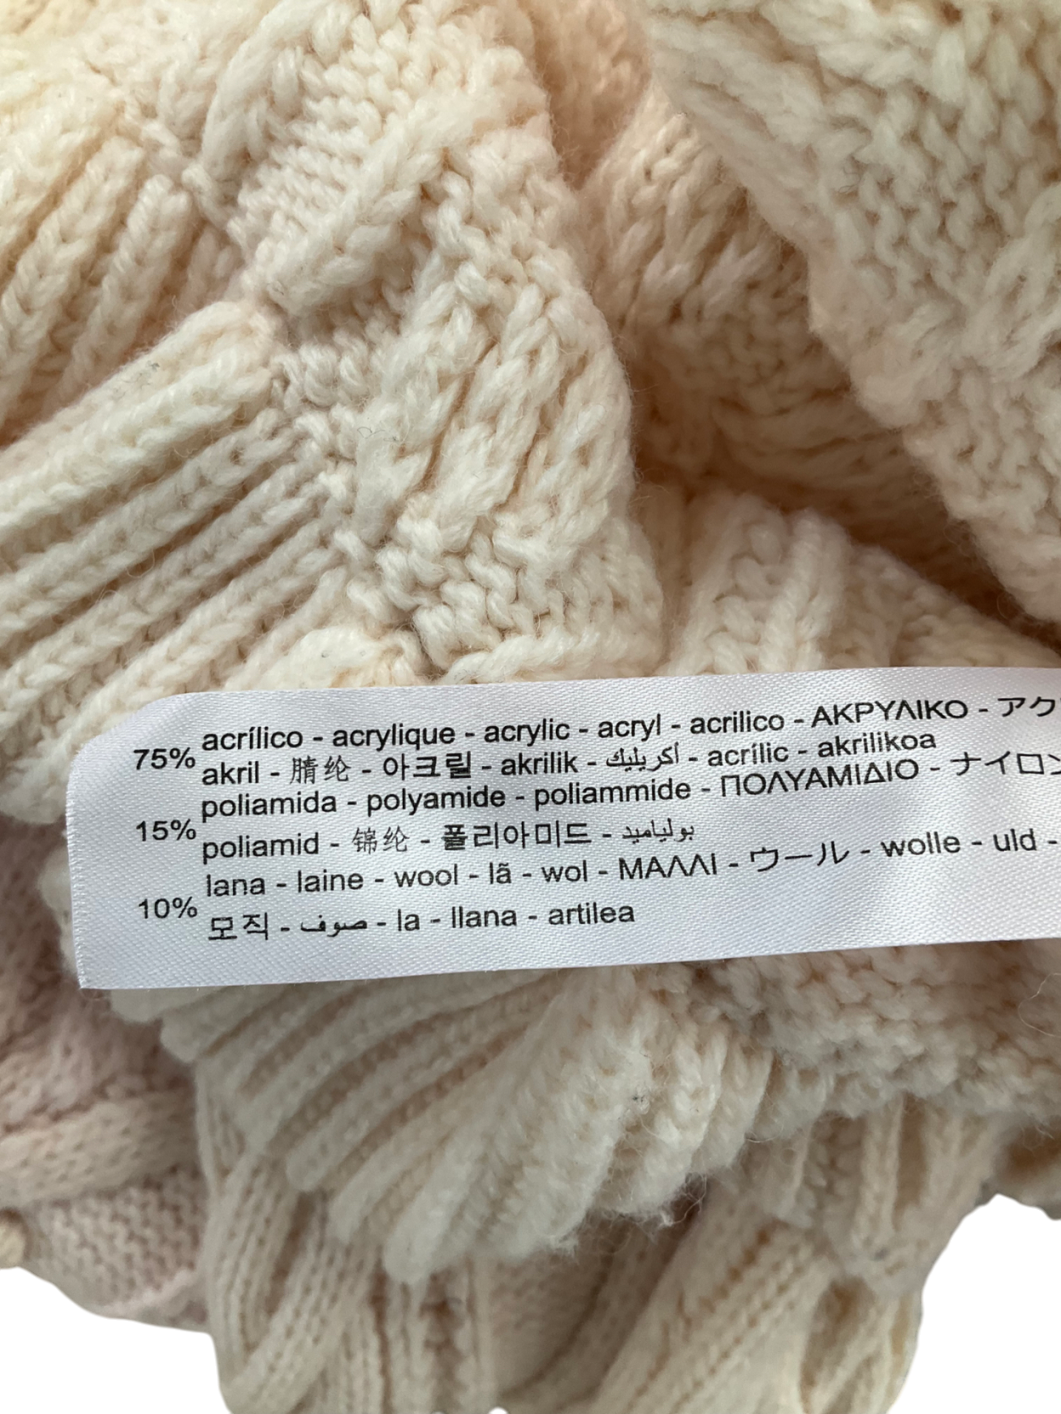 75% acrílico - acrylique - acrylic - acryl - acrilico - ΑΚΡΥΛΙΚΟ - アク
akril - 腈纶 - 아크릴 - akrilik - أكريليك - acrílic - akrilikoa
15% poliamida - polyamide - poliammide - ΠΟΛΥΑΜΙΔΙΟ - ナイロン
poliamid - 锦纶 - 폴리아미드 - بولياميد
10% lana - laine - wool - lã - wol - ΜΑΛΛΙ - ウール - wolle - uld -
모직 - صوف - la - llana - artilea